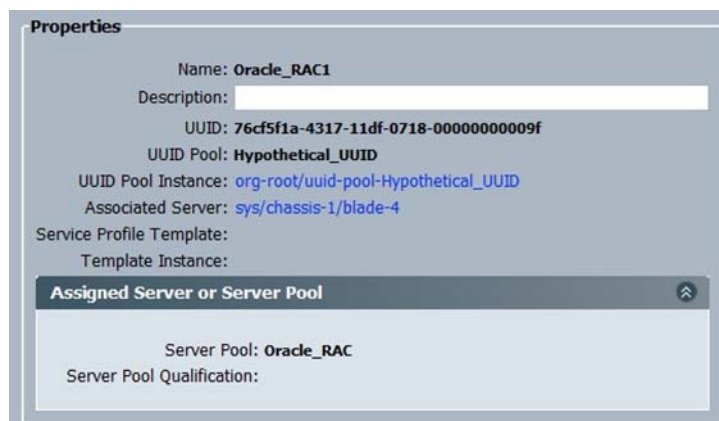 Properties
Name: Oracle_RAC1
Description:
UUID: 76cf5f1a-4317-11df-0718-00000000009f
UUID Pool: Hypothetical_UUID
UUID Pool Instance: org-root/uuid-pool-Hypothetical_UUID
Associated Server: sys/chassis-1/blade-4
Service Profile Template:
Template Instance:
Assigned Server or Server Pool
Server Pool: Oracle_RAC
Server Pool Qualification: